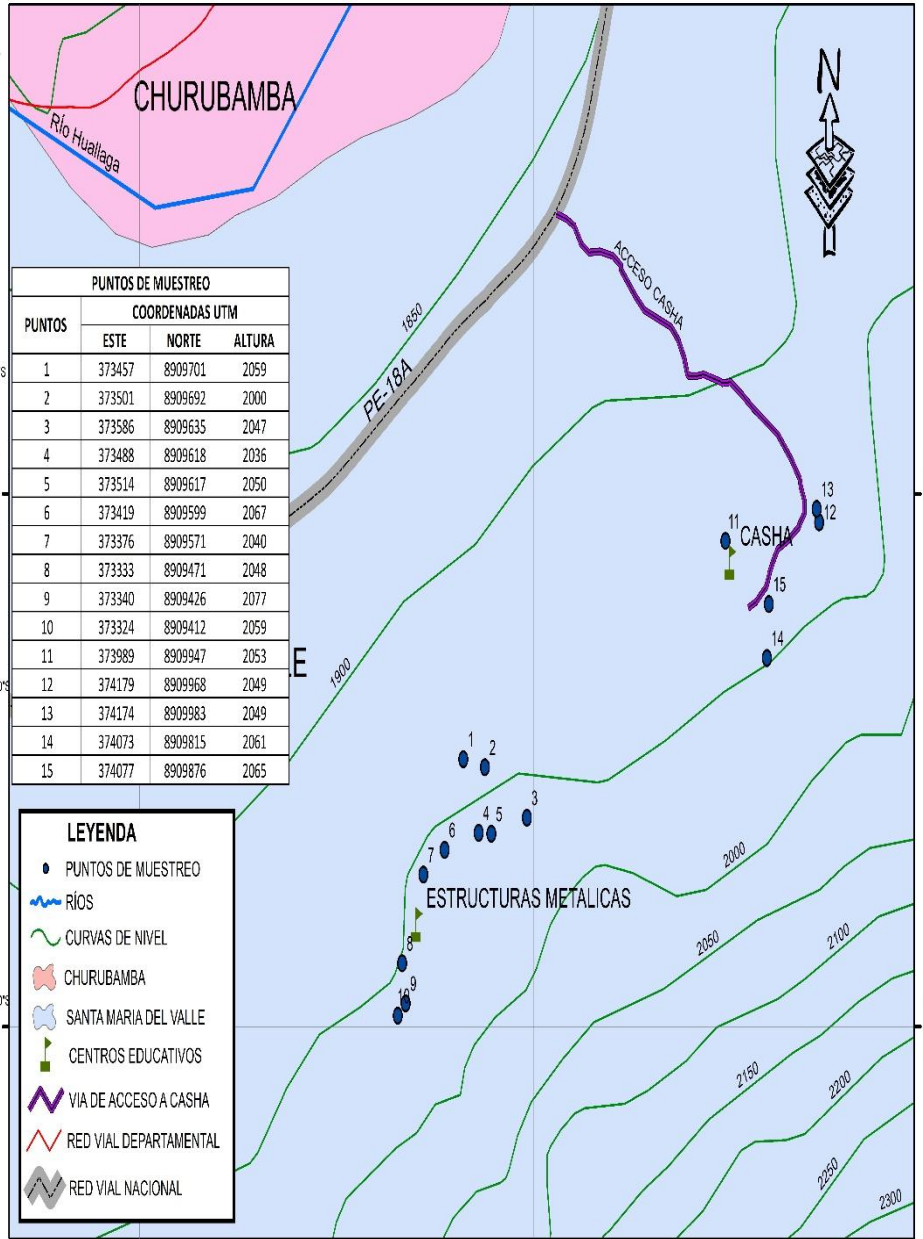 CHURUBAMBA
Río Huallaga
N
ACCESO CASHA
1850
PE-18A
PUNTOS DE MUESTREO
PUNTOS COORDENADAS UTM
ESTE NORTE ALTURA
1 373457 8909701 2059
2 373501 8909692 2000
3 373586 8909635 2047
4 373488 8909618 2036
5 373514 8909617 2050
6 373419 8909599 2067
7 373376 8909571 2040
8 373333 8909471 2048
9 373340 8909426 2077
10 373324 8909412 2059
11 373989 8909947 2053
12 374179 8909968 2049
13 374174 8909983 2049
14 374073 8909815 2061
15 374077 8909876 2065
13
12
11
CASHA
15
14
LE
1900
1
2
3
4
5
6
7
ESTRUCTURAS METALICAS
8
9
10
2000
2050
2100
2150
2200
2250
2300
LEYENDA
PUNTOS DE MUESTREO
RÍOS
CURVAS DE NIVEL
CHURUBAMBA
SANTA MARIA DEL VALLE
CENTROS EDUCATIVOS
VIA DE ACCESO A CASHA
RED VIAL DEPARTAMENTAL
RED VIAL NACIONAL